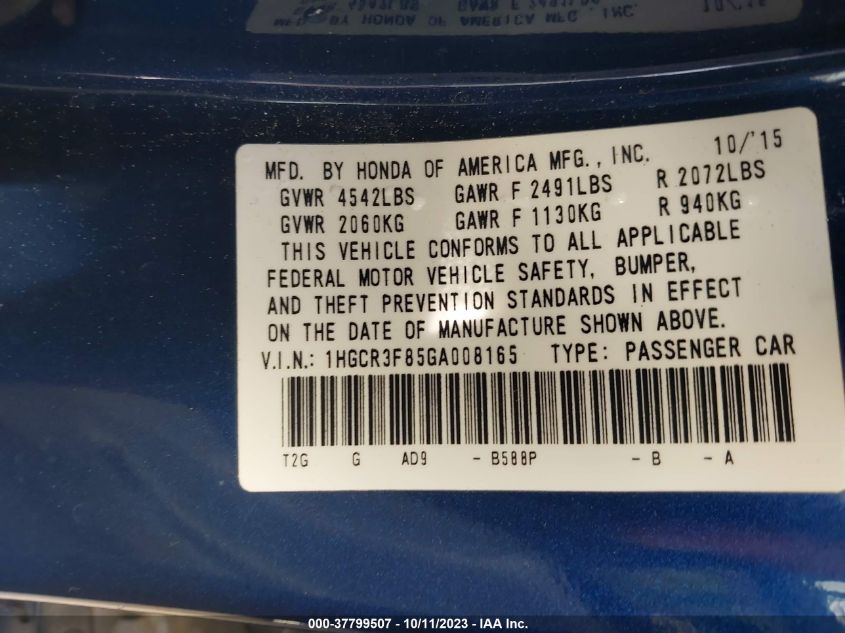 MFD. BY HONDA OF AMERICA MFG., INC. 10/'15
GVWR 4542LBS GAWR F 2491LBS R 2072LBS
GVWR 2060KG GAWR F 1130KG R 940KG
THIS VEHICLE CONFORMS TO ALL APPLICABLE
FEDERAL MOTOR VEHICLE SAFETY, BUMPER,
AND THEFT PREVENTION STANDARDS IN EFFECT
ON THE DATE OF MANUFACTURE SHOWN ABOVE.
V.I.N.: 1HGCR3F85GA008165 TYPE: PASSENGER CAR
T2G G AD9 - B588P - B - A
000-37799507 - 10/11/2023 - IAA Inc.